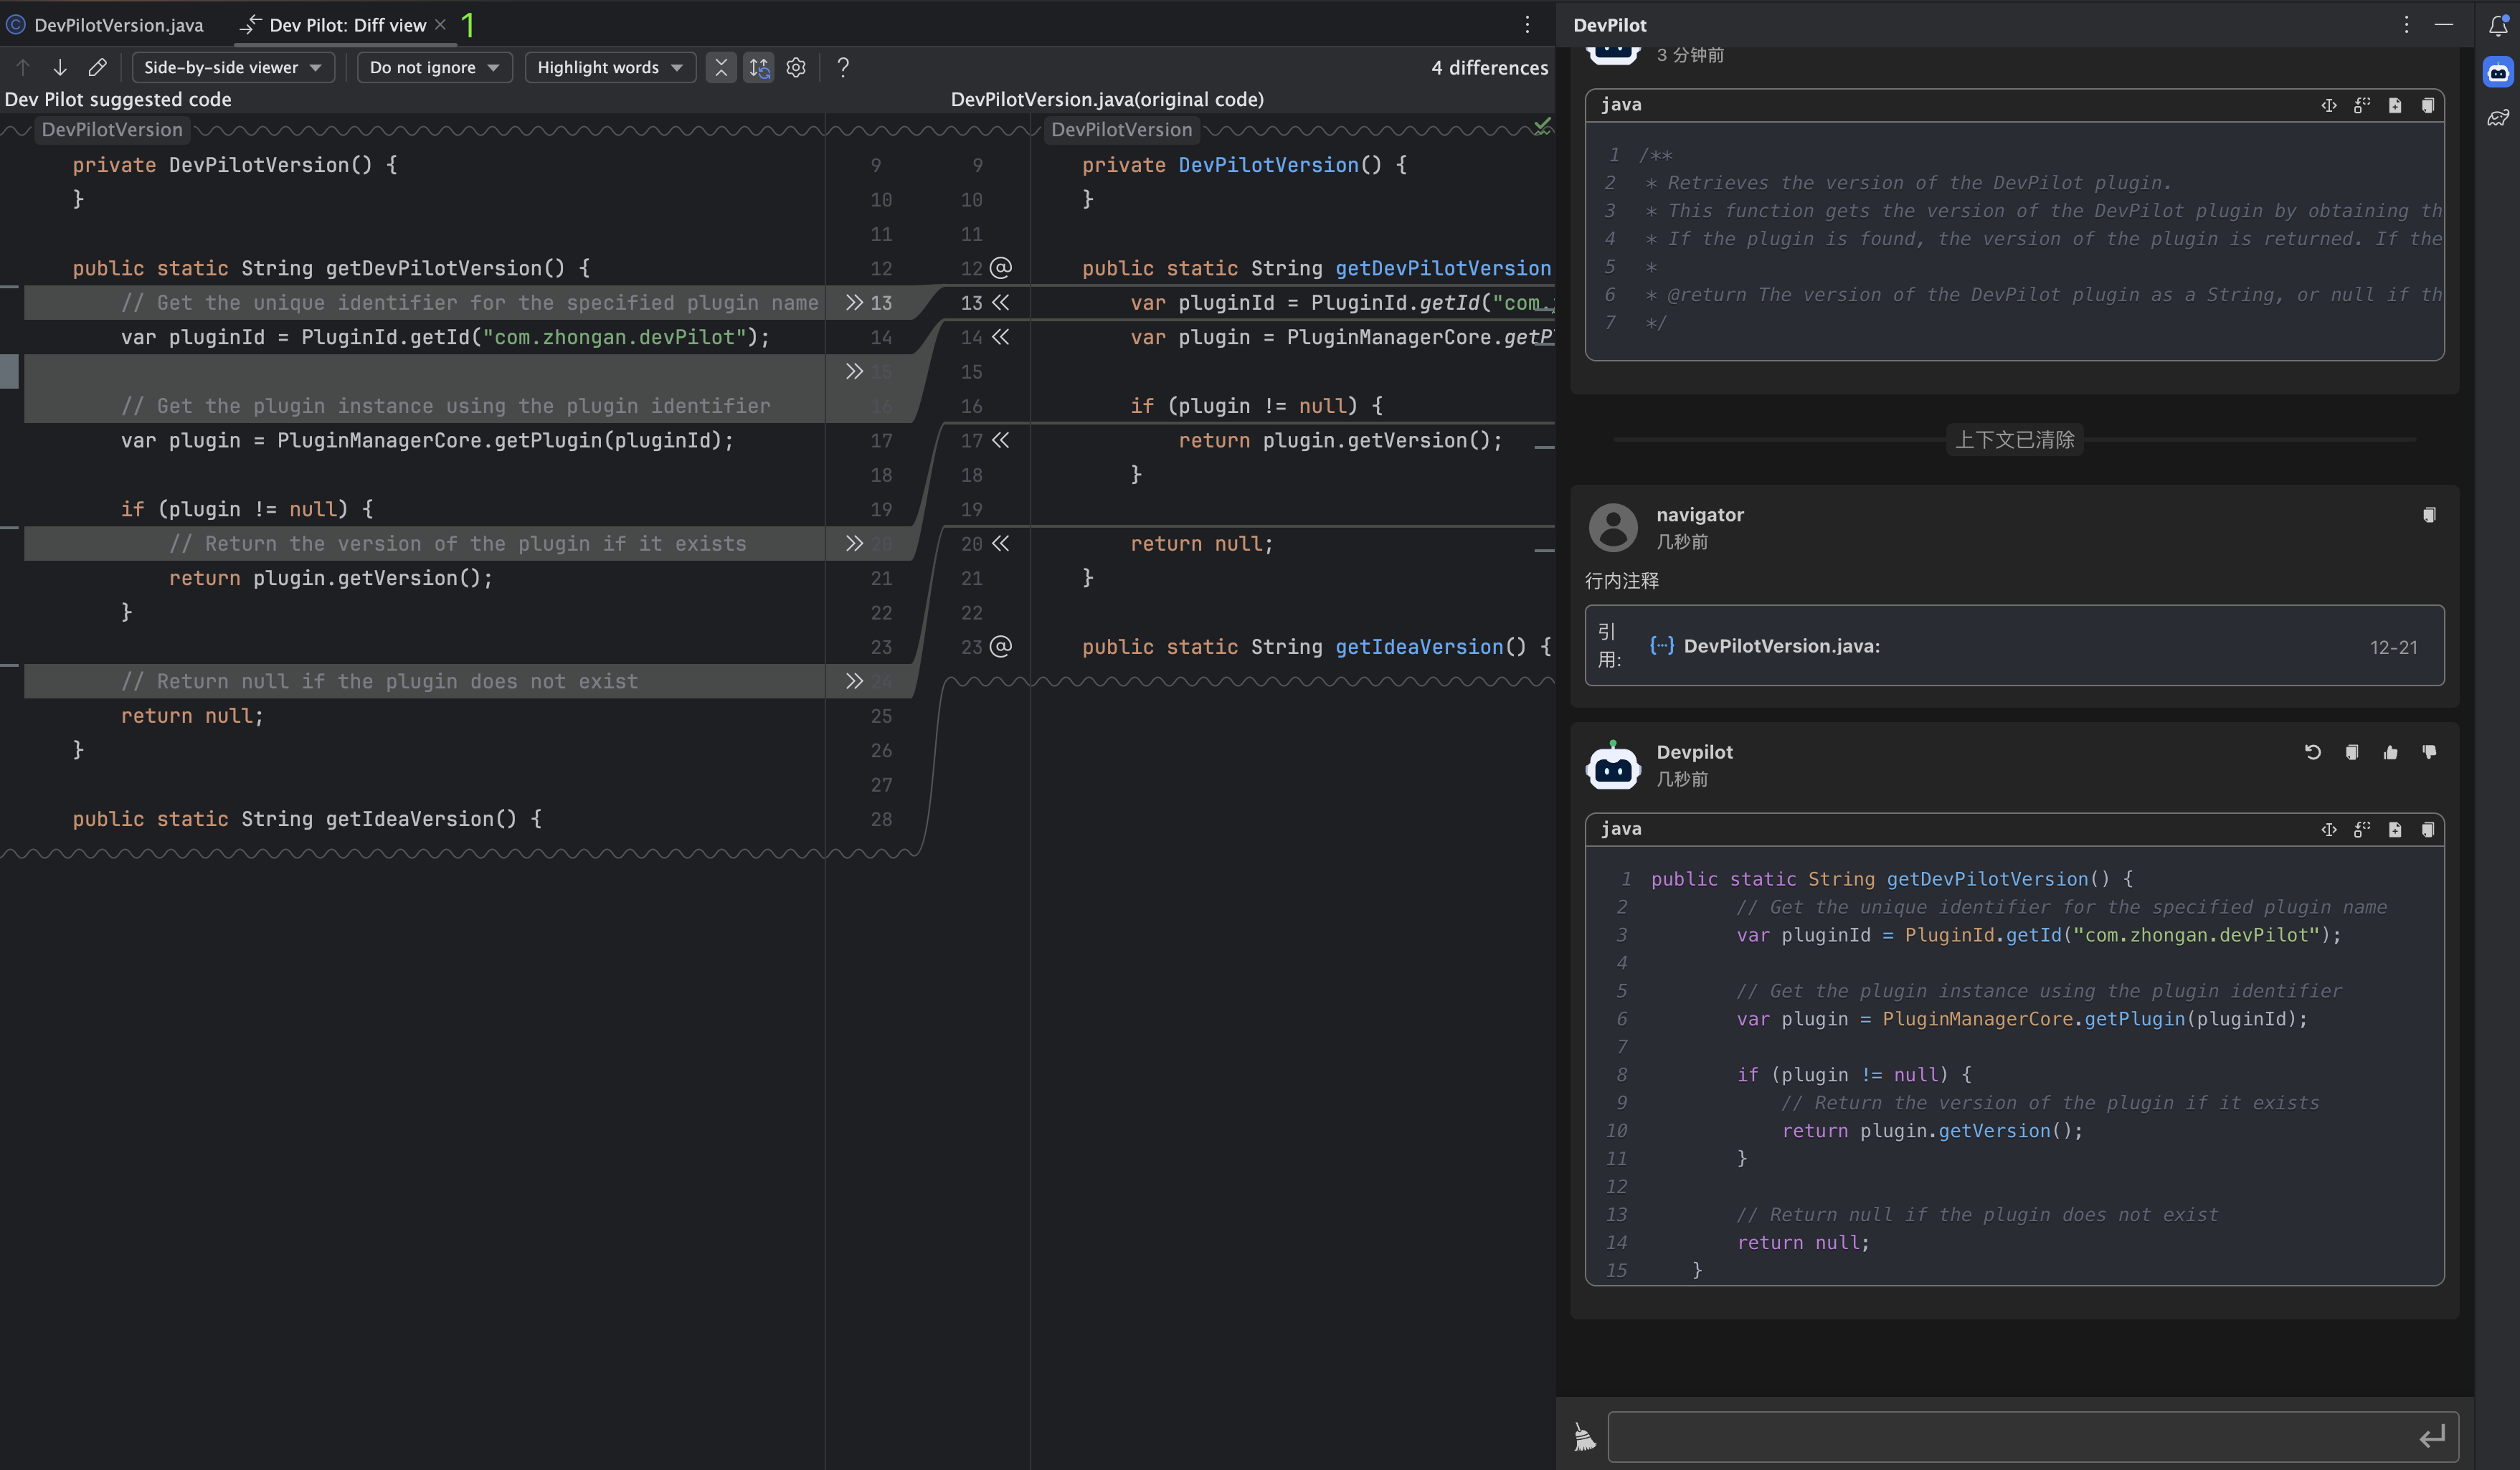 DevPilotVersion.java
Dev Pilot: Diff view
1
Side-by-side viewer
Do not ignore
Highlight words
?
4 differences
Dev Pilot suggested code
DevPilotVersion
private DevPilotVersion() {
9
}
10
11
public static String getDevPilotVersion() {
12
// Get the unique identifier for the specified plugin name
13
var pluginId = PluginId.getId("com.zhongan.devPilot");
14
15
// Get the plugin instance using the plugin identifier
16
var plugin = PluginManagerCore.getPlugin(pluginId);
17
18
if (plugin != null) {
19
// Return the version of the plugin if it exists
20
return plugin.getVersion();
21
}
22
23
// Return null if the plugin does not exist
24
return null;
25
}
26
27
public static String getIdeaVersion() {
28
DevPilotVersion.java(original code)
DevPilotVersion
9 private DevPilotVersion() {
10 }
11
12 @ public static String getDevPilotVersion
13 var pluginId = PluginId.getId("com.
14 var plugin = PluginManagerCore.getP
15
16 if (plugin != null) {
17 return plugin.getVersion();
18 }
19
20 return null;
21 }
22
23 @ public static String getIdeaVersion() {
DevPilot
3 分钟前
java
1 /**
2 * Retrieves the version of the DevPilot plugin.
3 * This function gets the version of the DevPilot plugin by obtaining th
4 * If the plugin is found, the version of the plugin is returned. If the
5 *
6 * @return The version of the DevPilot plugin as a String, or null if th
7 */
上下文已清除
navigator
几秒前
行内注释
引用:
{...} DevPilotVersion.java:
12-21
Devpilot
几秒前
java
1 public static String getDevPilotVersion() {
2 // Get the unique identifier for the specified plugin name
3 var pluginId = PluginId.getId("com.zhongan.devPilot");
4
5 // Get the plugin instance using the plugin identifier
6 var plugin = PluginManagerCore.getPlugin(pluginId);
7
8 if (plugin != null) {
9 // Return the version of the plugin if it exists
10 return plugin.getVersion();
11 }
12
13 // Return null if the plugin does not exist
14 return null;
15 }